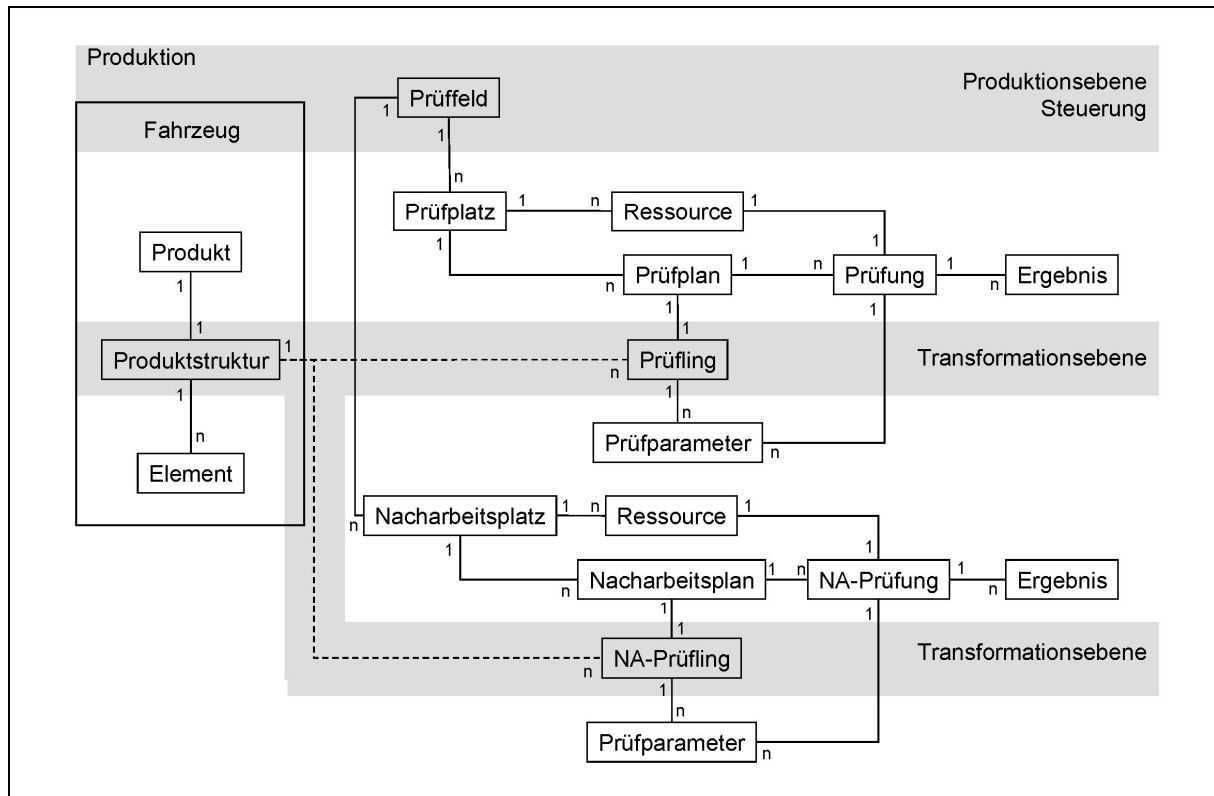 Produktion
Produktionsebene
Steuerung
Prüffeld
1
1
Fahrzeug
n
Prüfplatz
1
n
Ressource
1
1
1
Produkt
1
n
Prüfplan
1
n
Prüfung
1
n
Ergebnis
1
1
1
1
Produktstruktur
1
n
Prüfling
Transformationsebene
1
1
n
n
Prüfparameter
n
Element
n
Nacharbeitsplatz
1
n
Ressource
1
1
1
n
Nacharbeitsplan
1
n
NA-Prüfung
1
n
Ergebnis
1
1
1
n
NA-Prüfling
Transformationsebene
1
n
Prüfparameter
n